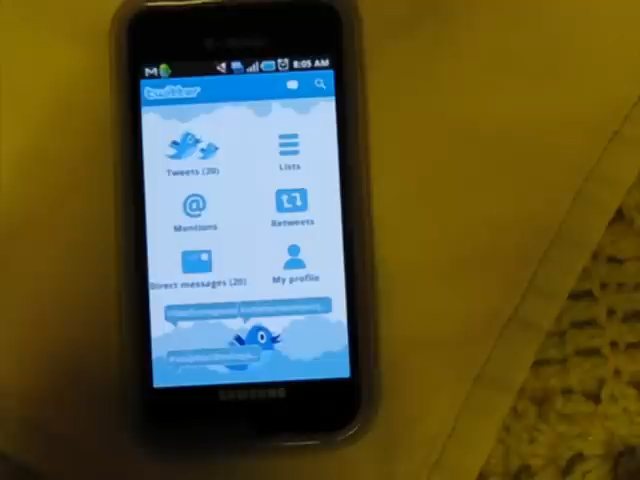 8:05 AM
twitter
Tweets (20)
Lists
@
Mentions
Retweets
Direct messages (20)
My profile
SAMSUNG